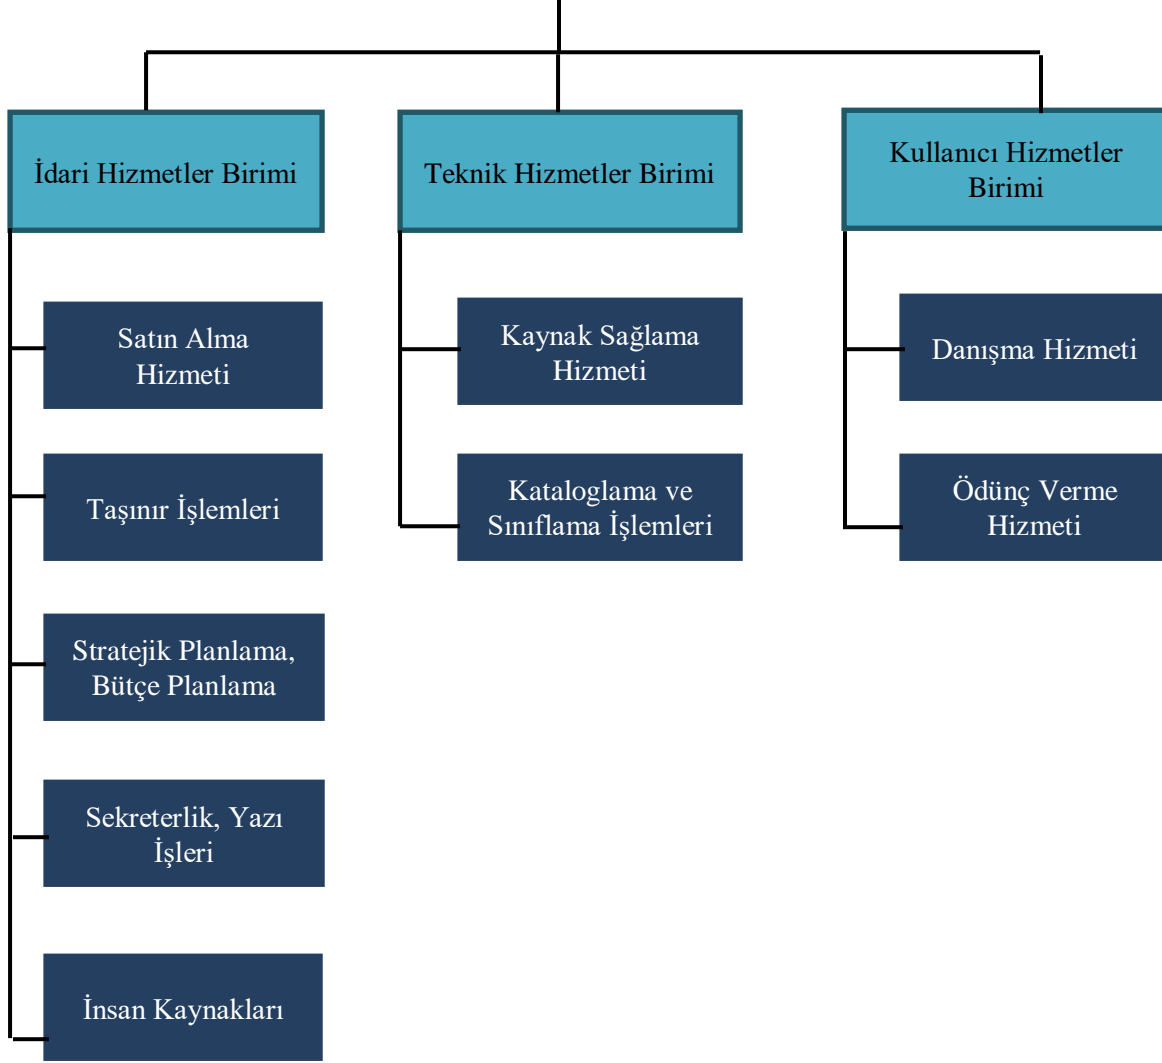 İdari Hizmetler Birimi
Teknik Hizmetler Birimi
Kullanıcı Hizmetler
Birimi
Satın Alma
Hizmeti
Taşınır İşlemleri
Stratejik Planlama,
Bütçe Planlama
Sekreterlik, Yazı
İşleri
İnsan Kaynakları
Kaynak Sağlama
Hizmeti
Kataloglama ve
Sınıflama İşlemleri
Danışma Hizmeti
Ödünç Verme
Hizmeti